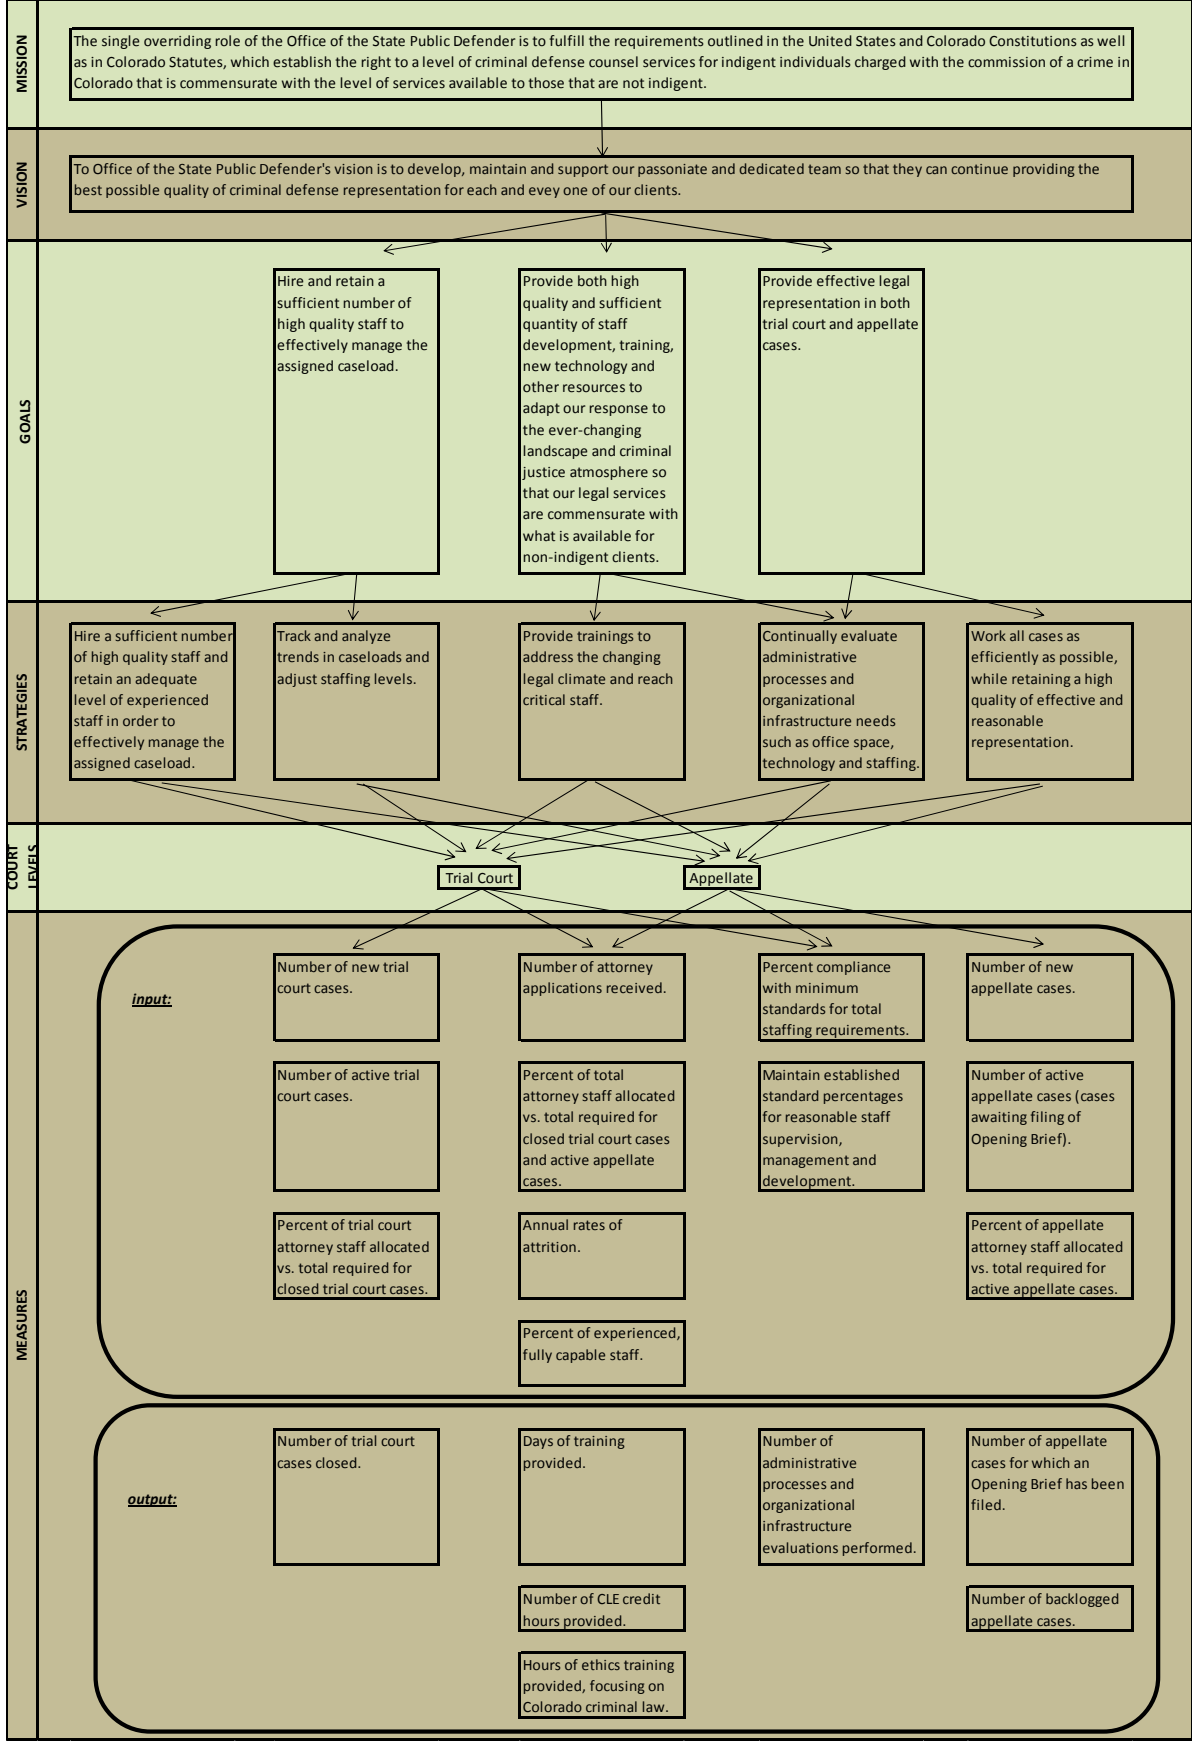 MISSION
The single overriding role of the Office of the State Public Defender is to fulfill the requirements outlined in the United States and Colorado Constitutions as well
as in Colorado Statutes, which establish the right to a level of criminal defense counsel services for indigent individuals charged with the commission of a crime in
Colorado that is commensurate with the level of services available to those that are not indigent.
VISION
To Office of the State Public Defender's vision is to develop, maintain and support our passoniate and dedicated team so that they can continue providing the
best possible quality of criminal defense representation for each and evey one of our clients.
GOALS
Hire and retain a
sufficient number of
high quality staff to
effectively manage the
assigned caseload.
Provide both high
quality and sufficient
quantity of staff
development, training,
new technology and
other resources to
adapt our response to
the ever-changing
landscape and criminal
justice atmosphere so
that our legal services
are commensurate with
what is available for
non-indigent clients.
Provide effective legal
representation in both
trial court and appellate
cases.
STRATEGIES
Hire a sufficient number
of high quality staff and
retain an adequate
level of experienced
staff in order to
effectively manage the
assigned caseload.
Track and analyze
trends in caseloads and
adjust staffing levels.
Provide trainings to
address the changing
legal climate and reach
critical staff.
Continually evaluate
administrative
processes and
organizational
infrastructure needs
such as office space,
technology and staffing.
Work all cases as
efficiently as possible,
while retaining a high
quality of effective and
reasonable
representation.
COURT
LEVELS
Trial Court
Appellate
MEASURES
input:
Number of new trial
court cases.
Number of attorney
applications received.
Percent compliance
with minimum
standards for total
staffing requirements.
Number of new
appellate cases.
Number of active trial
court cases.
Percent of total
attorney staff allocated
vs. total required for
closed trial court cases
and active appellate
cases.
Maintain established
standard percentages
for reasonable staff
supervision,
management and
development.
Number of active
appellate cases (cases
awaiting filing of
Opening Brief).
Percent of trial court
attorney staff allocated
vs. total required for
closed trial court cases.
Annual rates of
attrition.
Percent of appellate
attorney staff allocated
vs. total required for
active appellate cases.
Percent of experienced,
fully capable staff.
output:
Number of trial court
cases closed.
Days of training
provided.
Number of
administrative
processes and
organizational
infrastructure
evaluations performed.
Number of appellate
cases for which an
Opening Brief has been
filed.
Number of CLE credit
hours provided.
Number of backlogged
appellate cases.
Hours of ethics training
provided, focusing on
Colorado criminal law.